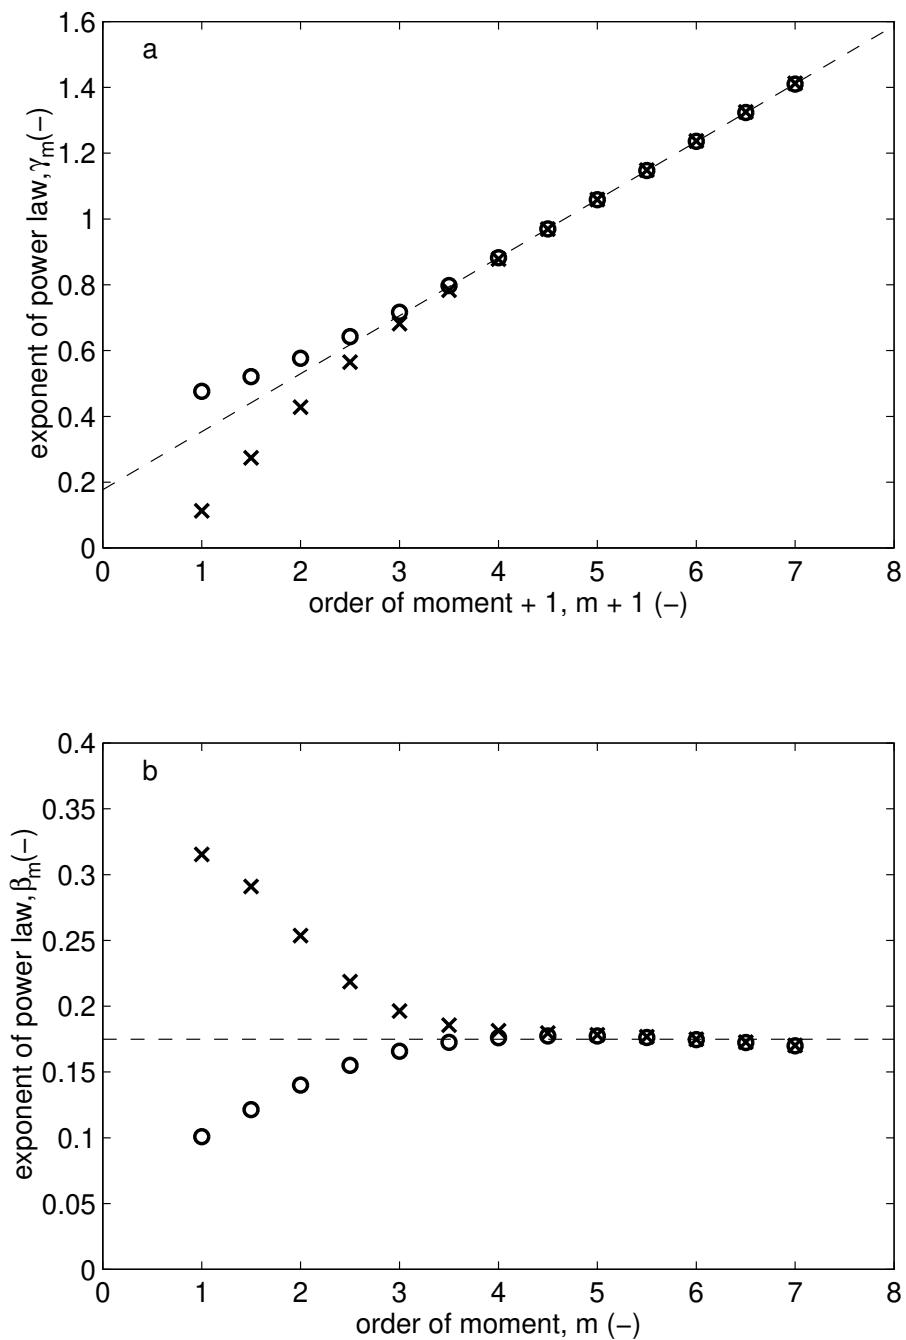 a
1.6
1.4
1.2
1
0.8
0.6
0.4
0.2
0
exponent of power law, γm(−)
0 1 2 3 4 5 6 7 8
order of moment + 1, m + 1 (−)
b
0.4
0.35
0.3
0.25
0.2
0.15
0.1
0.05
0
exponent of power law, βm(−)
0 1 2 3 4 5 6 7 8
order of moment, m (−)